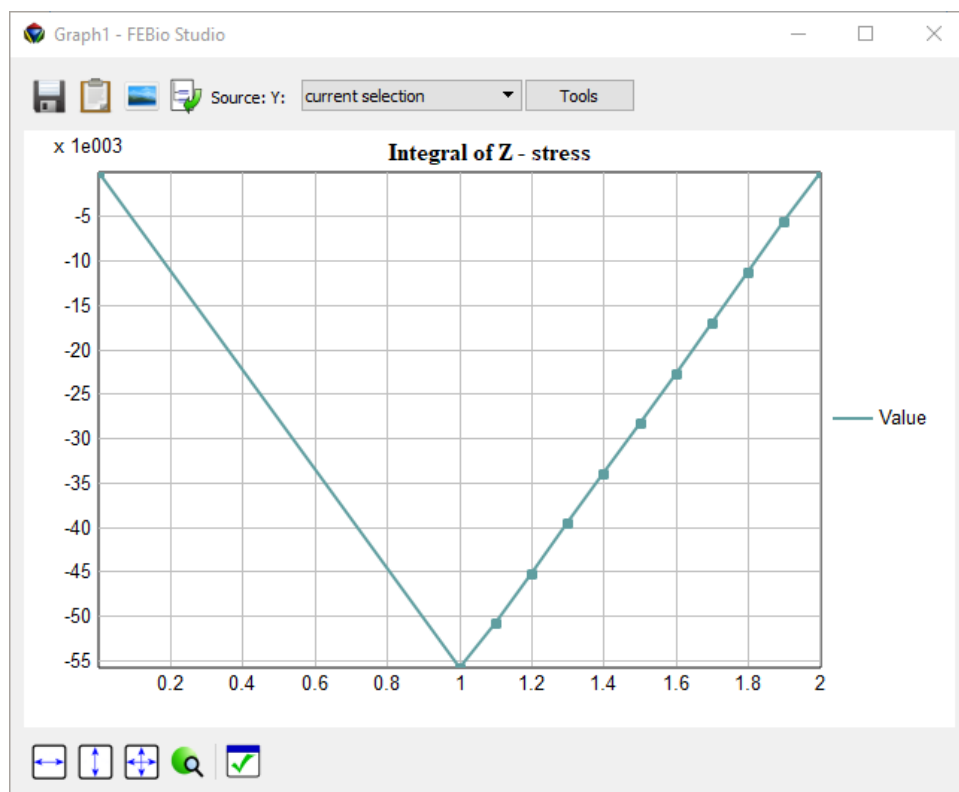 Graph1 - FEBio Studio
Source: Y: current selection Tools
x 1e003
Integral of Z - stress
-5
-10
-15
-20
-25
-30
-35
-40
-45
-50
-55
Value
0.2 0.4 0.6 0.8 1 1.2 1.4 1.6 1.8 2